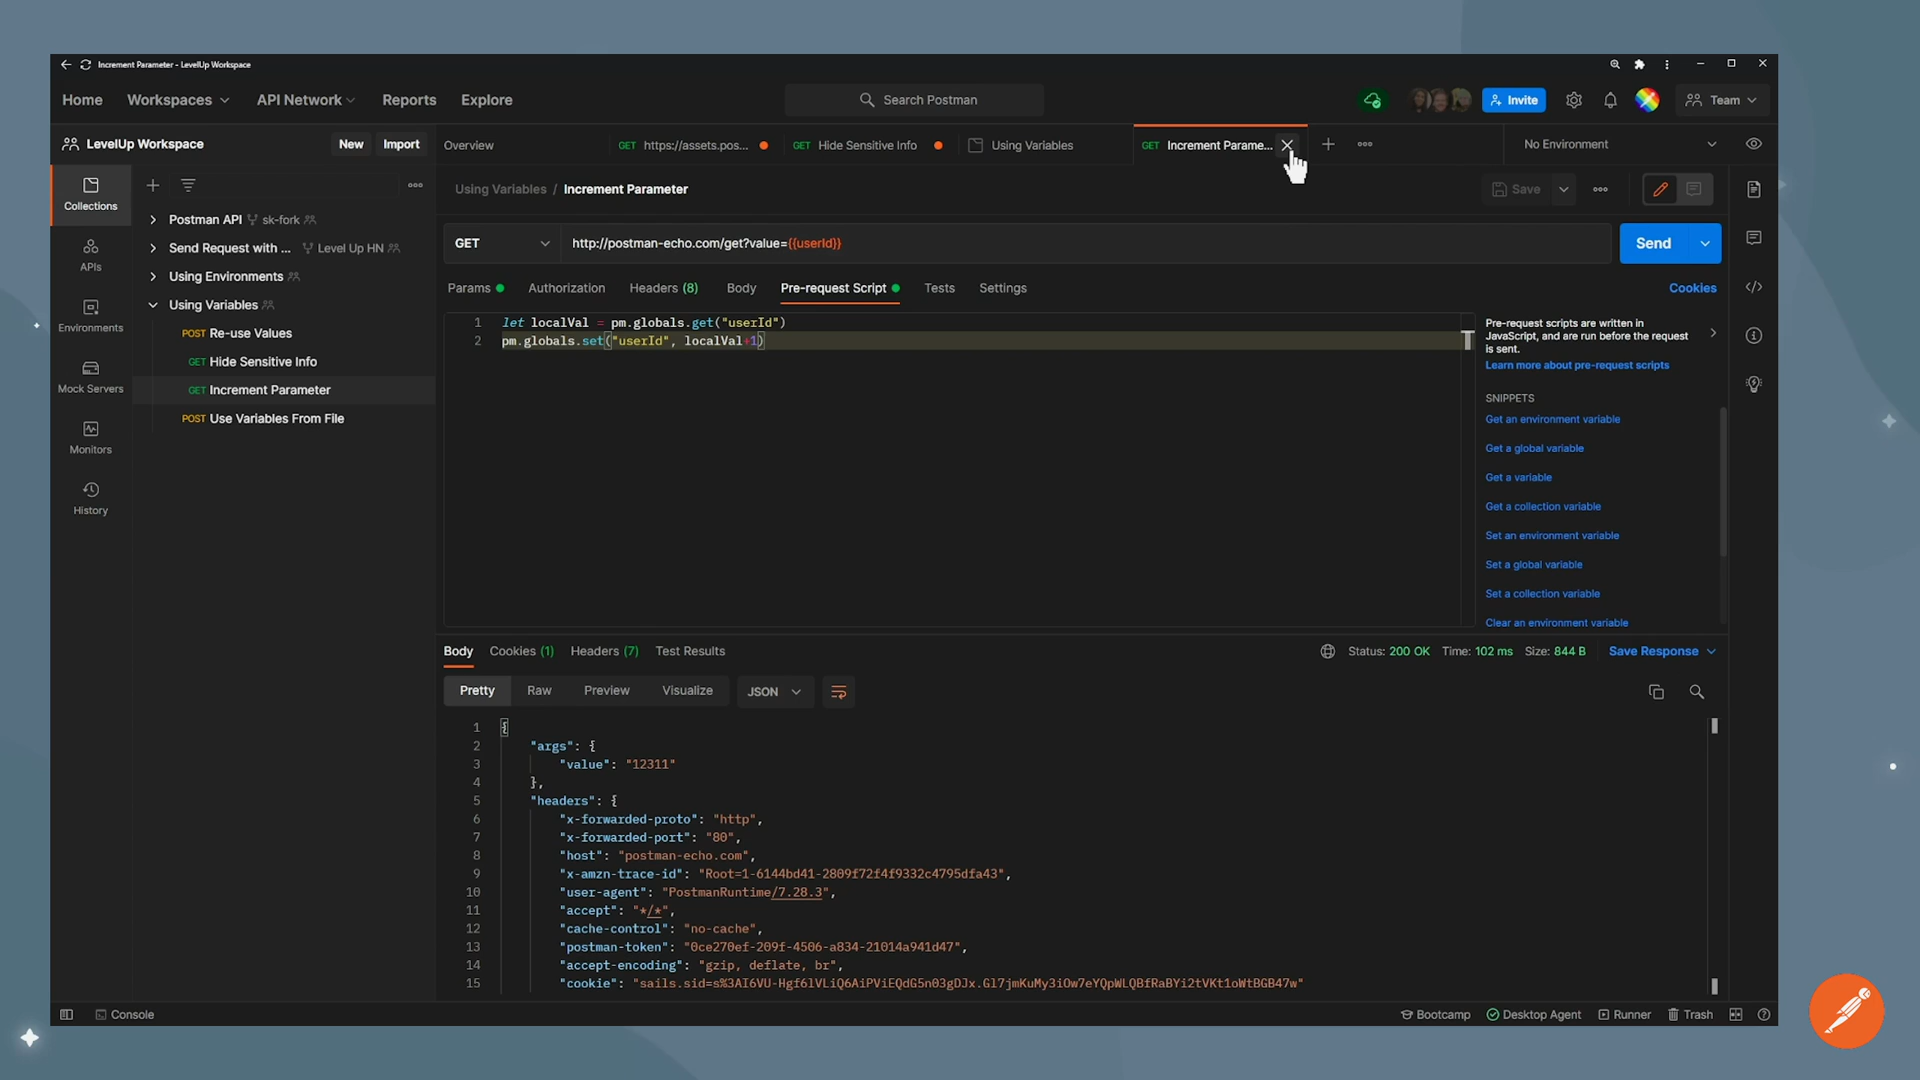 Increment Parameter - LevelUp Workspace
Home Workspaces API Network Reports Explore
Search Postman
Invite
Team
LevelUp Workspace
New
Import
Overview
GET https://assets.pos...
GET Hide Sensitive Info
Using Variables
GET Increment Parame...
No Environment
Collections
APIs
Environments
Mock Servers
Monitors
History
Postman API sk-fork
Send Request with ... Level Up HN
Using Environments
Using Variables
POST Re-use Values
GET Hide Sensitive Info
GET Increment Parameter
POST Use Variables From File
Using Variables / Increment Parameter
Save
GET
http://postman-echo.com/get?value={{userId}}
Send
Params Authorization Headers (8) Body Pre-request Script Tests Settings
Cookies
1 let localVal = pm.globals.get("userId")
2 pm.globals.set("userId", localVal+1)
Pre-request scripts are written in
JavaScript, and are run before the request
is sent.
Learn more about pre-request scripts
SNIPPETS
Get an environment variable
Get a global variable
Get a variable
Get a collection variable
Set an environment variable
Set a global variable
Set a collection variable
Clear an environment variable
Body Cookies (1) Headers (7) Test Results
Status: 200 OK Time: 102 ms Size: 844 B Save Response
Pretty Raw Preview Visualize JSON
1 {
2 "args": {
3 "value": "12311"
4 },
5 "headers": {
6 "x-forwarded-proto": "http",
7 "x-forwarded-port": "80",
8 "host": "postman-echo.com",
9 "x-amzn-trace-id": "Root=1-6144bd41-2809f72f4f9332c4795dfa43",
10 "user-agent": "PostmanRuntime/7.28.3",
11 "accept": "*/*",
12 "cache-control": "no-cache",
13 "postman-token": "0ce270ef-209f-4506-a834-21014a941d47",
14 "accept-encoding": "gzip, deflate, br",
15 "cookie": "sails.sid=s%3AI6VU-Hgf6lVLiQ6AiPViEQdG5n03gDJx.Gl7jmKuMy3iOw7eYQpWLQBfRaBYi2tVKt1oWtBGB47w"
Console
Bootcamp Desktop Agent Runner Trash